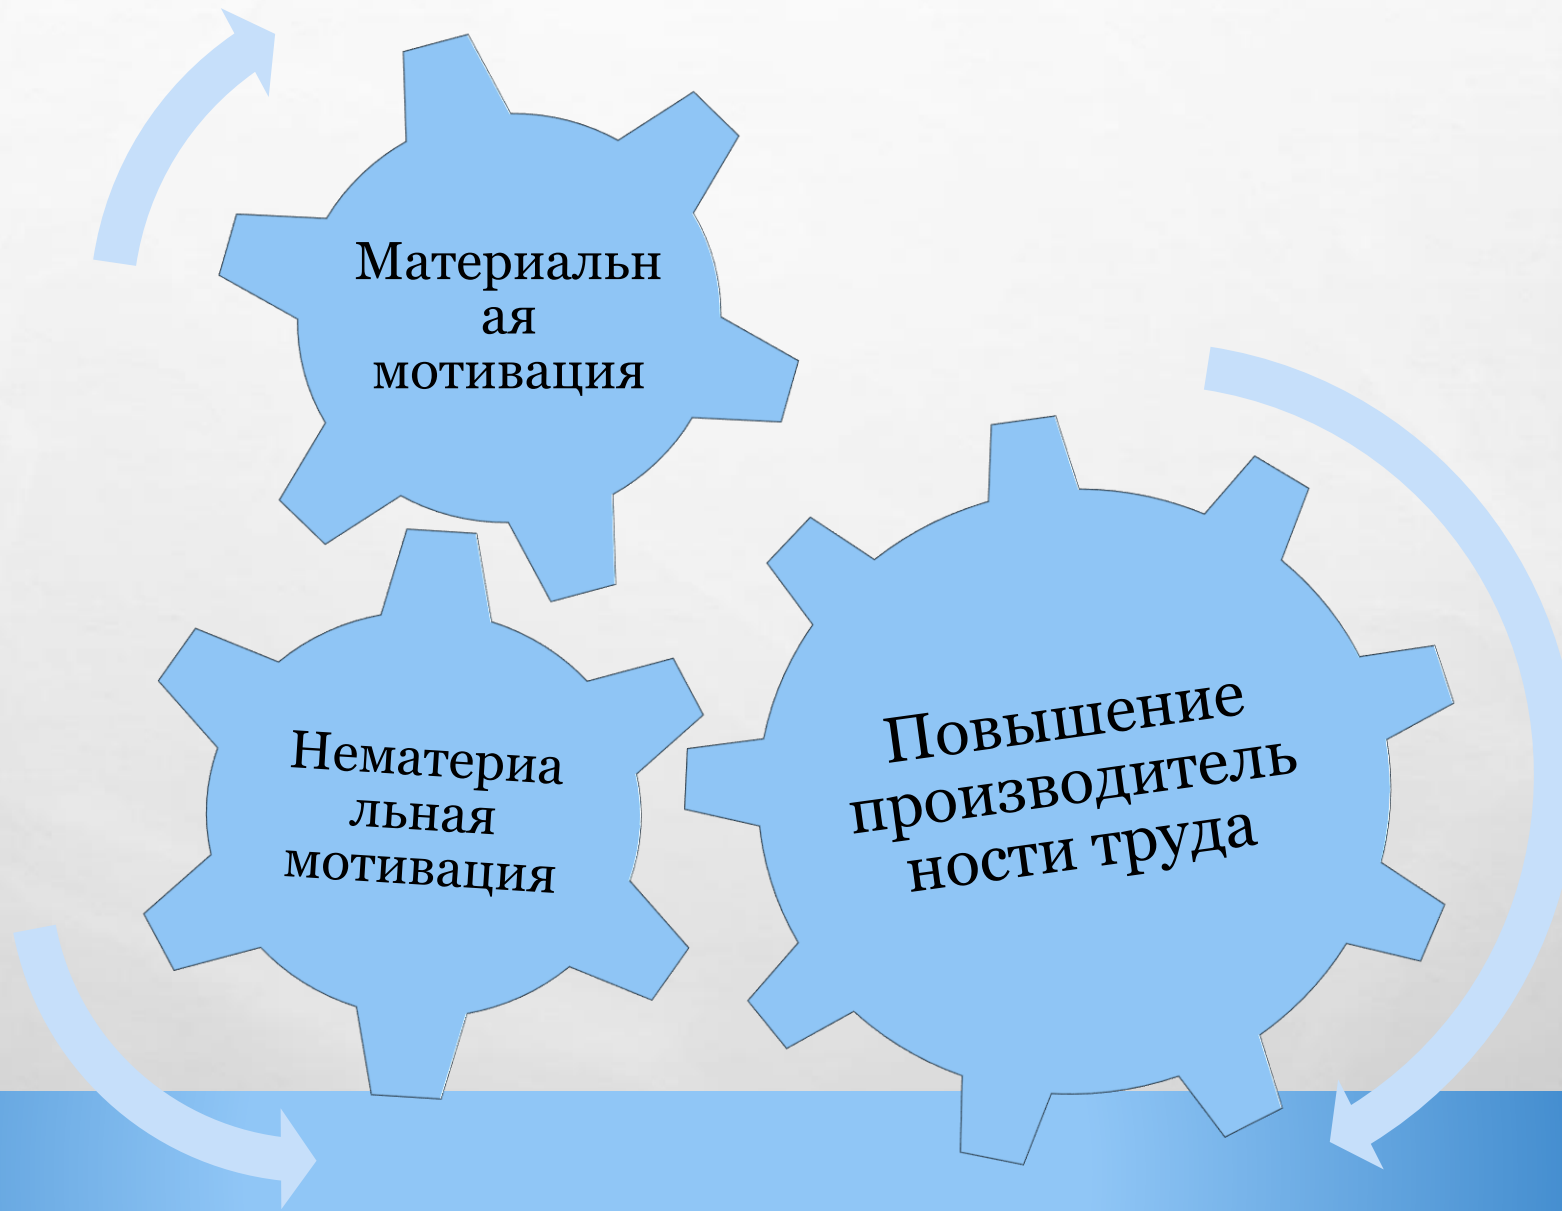 Материальн
ая
мотивация
Нематериа
льная
мотивация
Повышение
производитель
ности труда